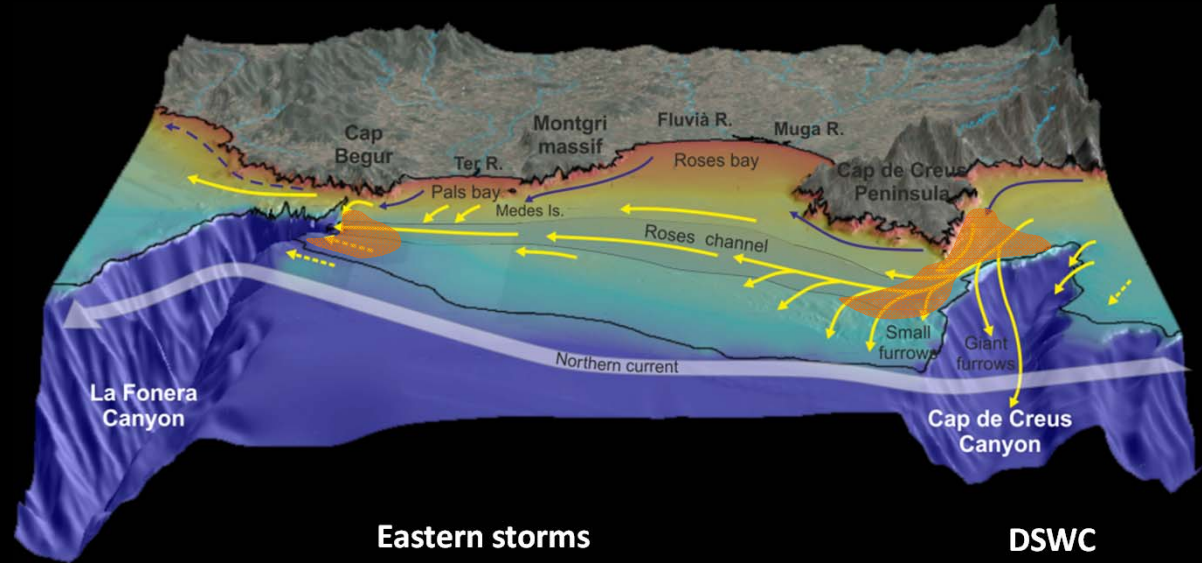 Cap
Begur
Ter R.
Montgri
massif
Fluvià R.
Muga R.
Roses bay
Cap de Creus
Peninsula
Pals bay
Medes Is.
Roses channel
Small
furrows
Giant
furrows
Northern current
La Fonera
Canyon
Cap de Creus
Canyon
Eastern storms
DSWC